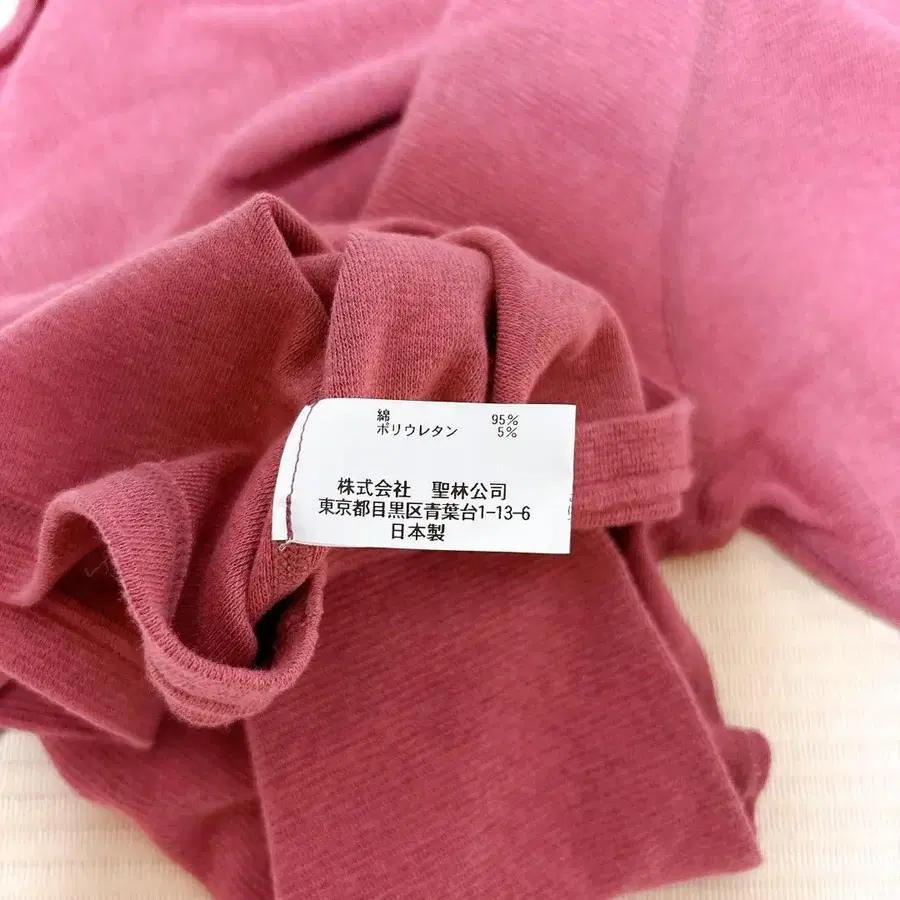 綿 95%
ポリウレタン 5%
株式会社 聖林公司
東京都目黒区青葉台1-13-6
日本製